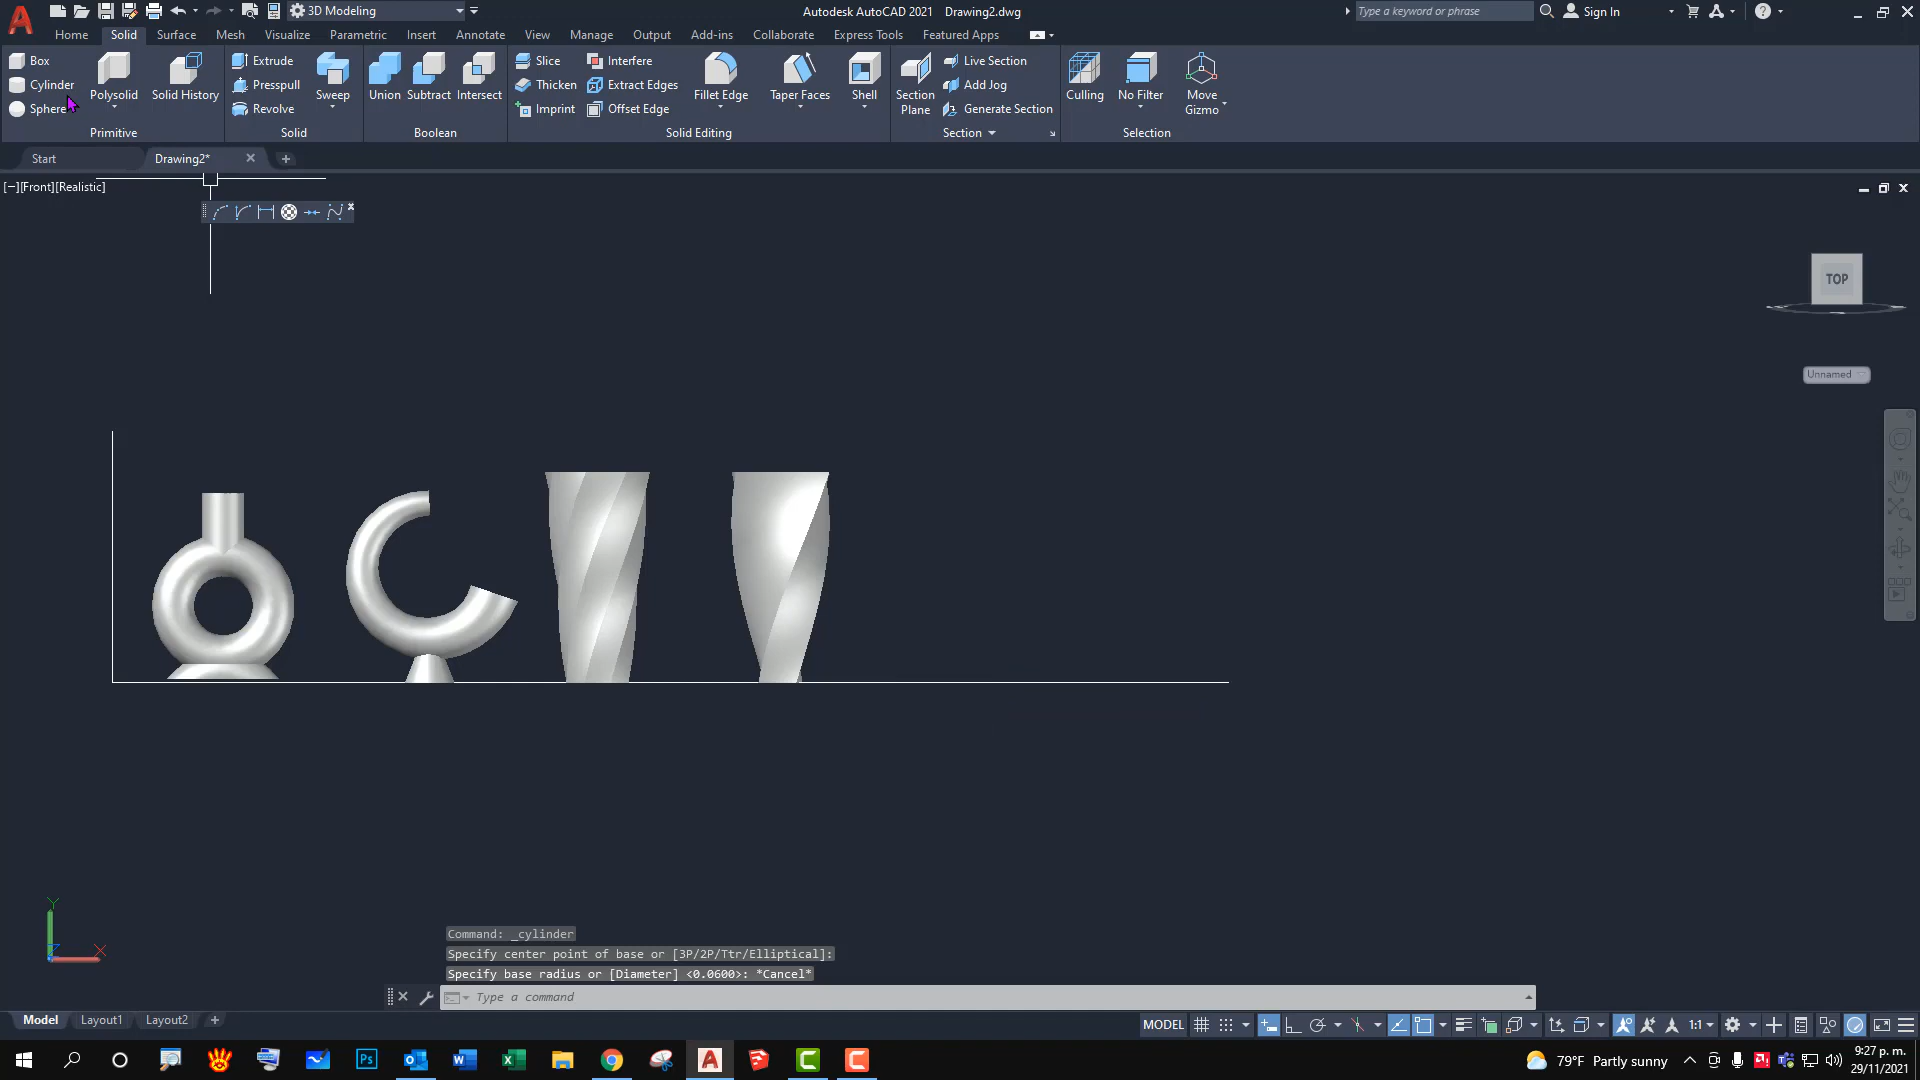 3D Modeling
Autodesk AutoCAD 2021 Drawing2.dwg
Type a keyword or phrase
Sign In
Home Solid Surface Mesh Visualize Parametric Insert Annotate View Manage Output Add-ins Collaborate Express Tools Featured Apps
Box
Cylinder
Sphere
Polysolid
Solid History
Primitive
Extrude
Presspull
Revolve
Sweep
Solid
Union
Subtract
Intersect
Boolean
Slice
Thicken
Imprint
Interfere
Extract Edges
Offset Edge
Fillet Edge
Taper Faces
Shell
Solid Editing
Section
Plane
Live Section
Add Jog
Generate Section
Section
Culling
No Filter
Move
Gizmo
Selection
Start
Drawing2*
[−][Front][Realistic]
TOP
Unnamed
Y
X
Z
Command: _cylinder
Specify center point of base or [3P/2P/Ttr/Elliptical]:
Specify base radius or [Diameter] <0.0600>: *Cancel*
Type a command
Model Layout1 Layout2
MODEL
1:1
79°F Partly sunny
9:27 p. m.
29/11/2021